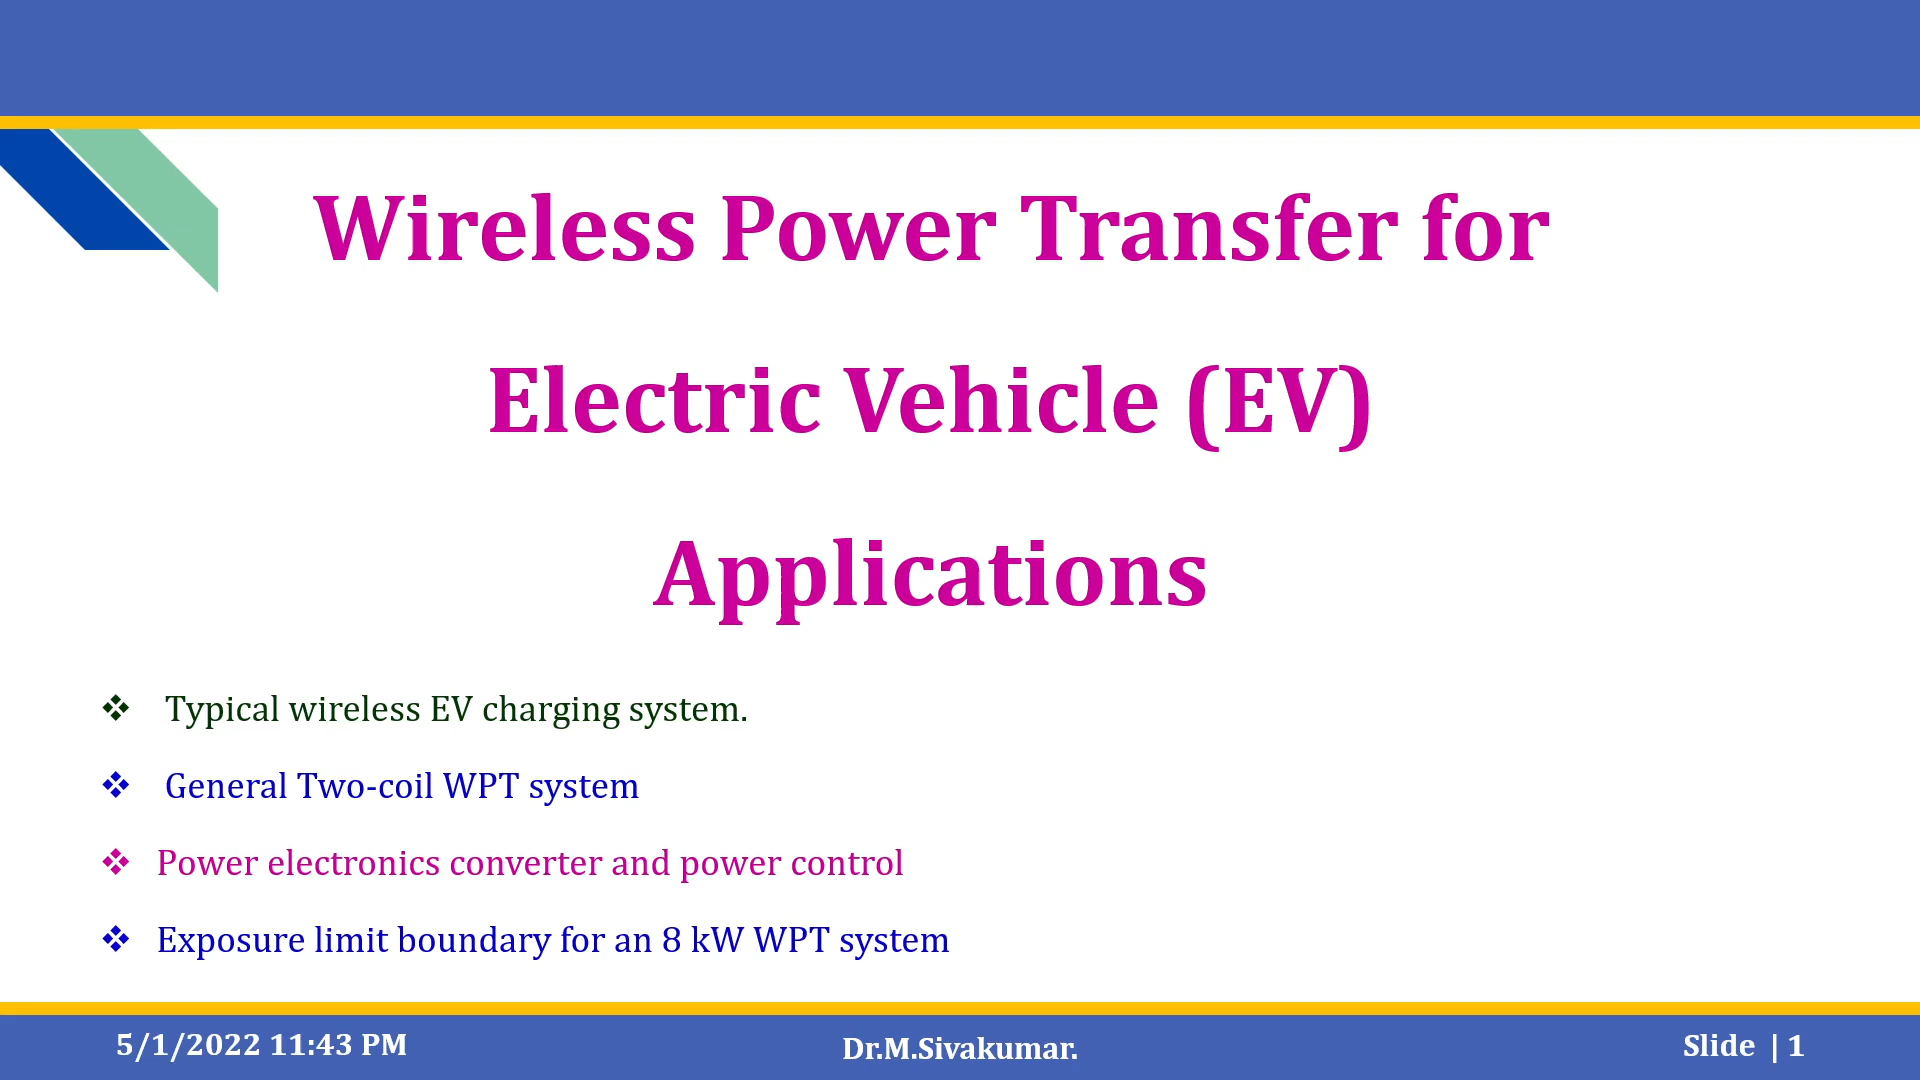 Wireless Power Transfer for
Electric Vehicle (EV)
Applications
❖ Typical wireless EV charging system.
❖ General Two-coil WPT system
❖ Power electronics converter and power control
❖ Exposure limit boundary for an 8 kW WPT system
5/1/2022 11:43 PM
Dr.M.Sivakumar.
Slide | 1